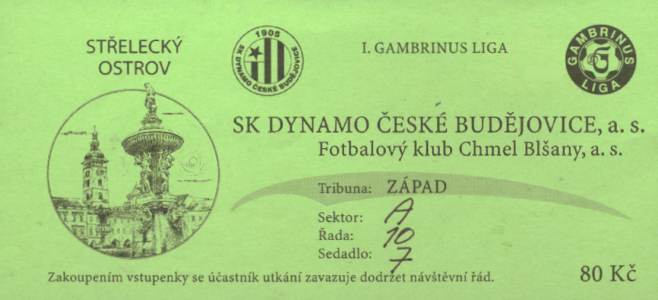 STŘELECKÝ
OSTROV
1905
SK DYNAMO ČESKÉ BUDĚJOVICE
I. GAMBRINUS LIGA
GAMBRINUS
LIGA
SK DYNAMO ČESKÉ BUDĚJOVICE, a. s.
Fotbalový klub Chmel Blšany, a. s.
Tribuna: ZÁPAD
Sektor: A
Řada: 10
Sedadlo: 7
Zakoupením vstupenky se účastník utkání zavazuje dodržet návštěvní řád.
80 Kč